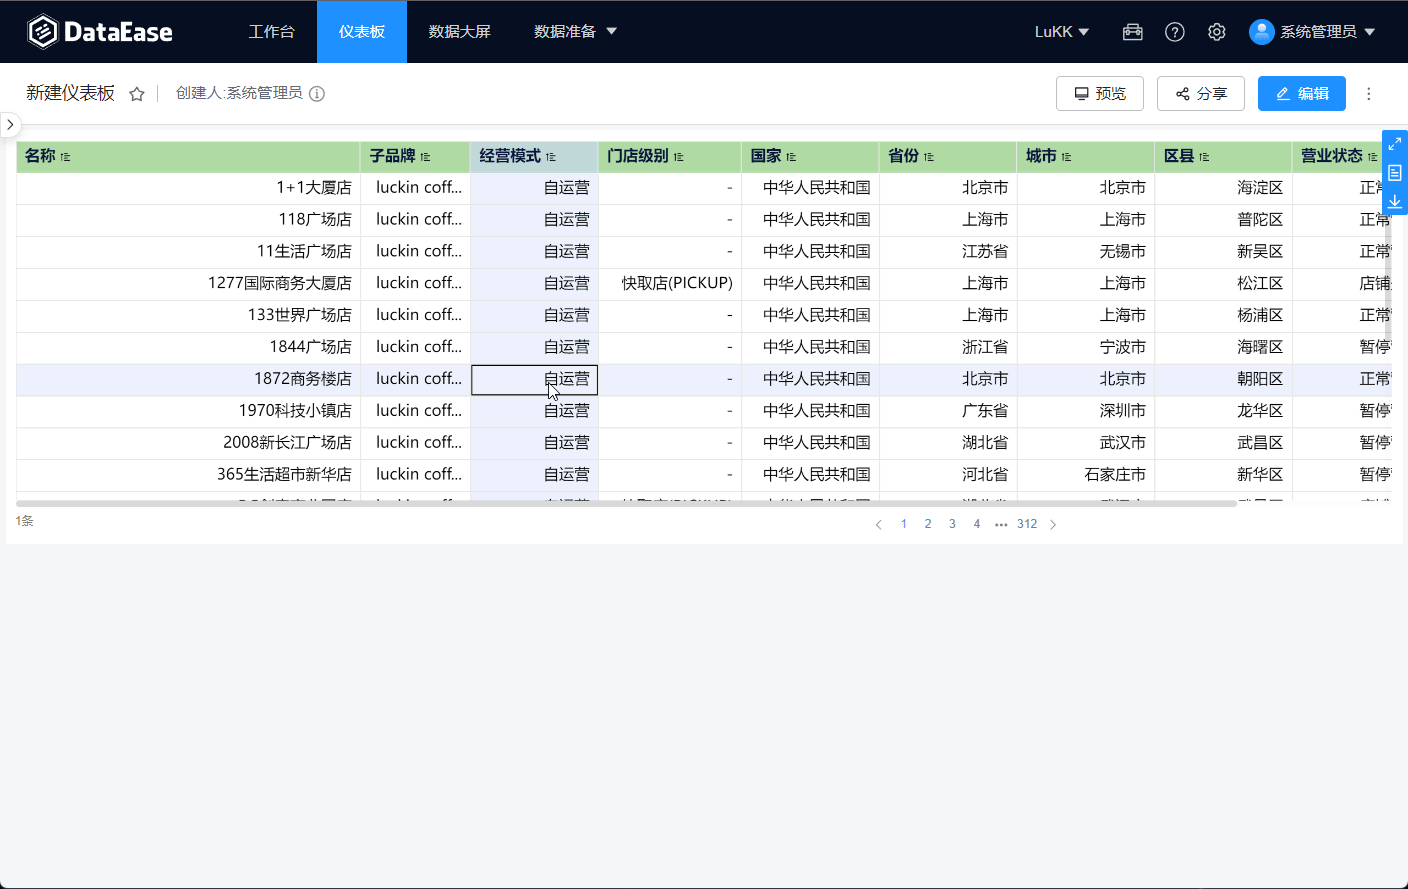 DataEase 工作台 仪表板 数据大屏 数据准备 LuKK 系统管理员
新建仪表板 创建人:系统管理员 预览 分享 编辑
名称 子品牌 经营模式 门店级别 国家 省份 城市 区县 营业状态
1+1大厦店 luckin coff... 自运营 - 中华人民共和国 北京市 北京市 海淀区 正常
118广场店 luckin coff... 自运营 - 中华人民共和国 上海市 上海市 普陀区 正常
11生活广场店 luckin coff... 自运营 - 中华人民共和国 江苏省 无锡市 新吴区 正常
1277国际商务大厦店 luckin coff... 自运营 快取店(PICKUP) 中华人民共和国 上海市 上海市 松江区 店铺
133世界广场店 luckin coff... 自运营 - 中华人民共和国 上海市 上海市 杨浦区 正常
1844广场店 luckin coff... 自运营 - 中华人民共和国 浙江省 宁波市 海曙区 暂停
1872商务楼店 luckin coff... 自运营 - 中华人民共和国 北京市 北京市 朝阳区 正常
1970科技小镇店 luckin coff... 自运营 - 中华人民共和国 广东省 深圳市 龙华区 暂停
2008新长江广场店 luckin coff... 自运营 - 中华人民共和国 湖北省 武汉市 武昌区 暂停
365生活超市新华店 luckin coff... 自运营 - 中华人民共和国 河北省 石家庄市 新华区 暂停
1条 1 2 3 4 ••• 312